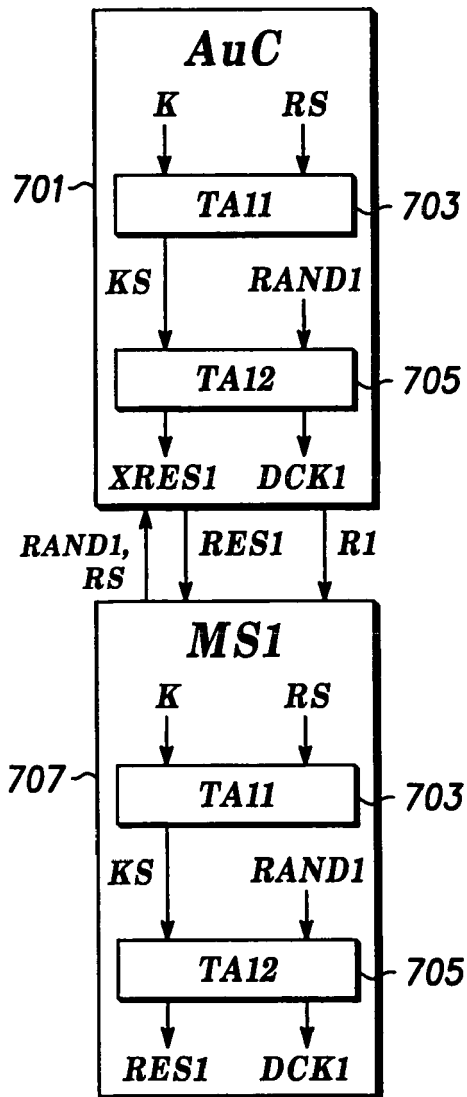 AuC
K RS
701
TA11 703
KS RAND1
TA12 705
XRES1 DCK1
RAND1,
RS RES1 R1
MS1
K RS
707 TA11 703
KS RAND1
TA12 705
RES1 DCK1